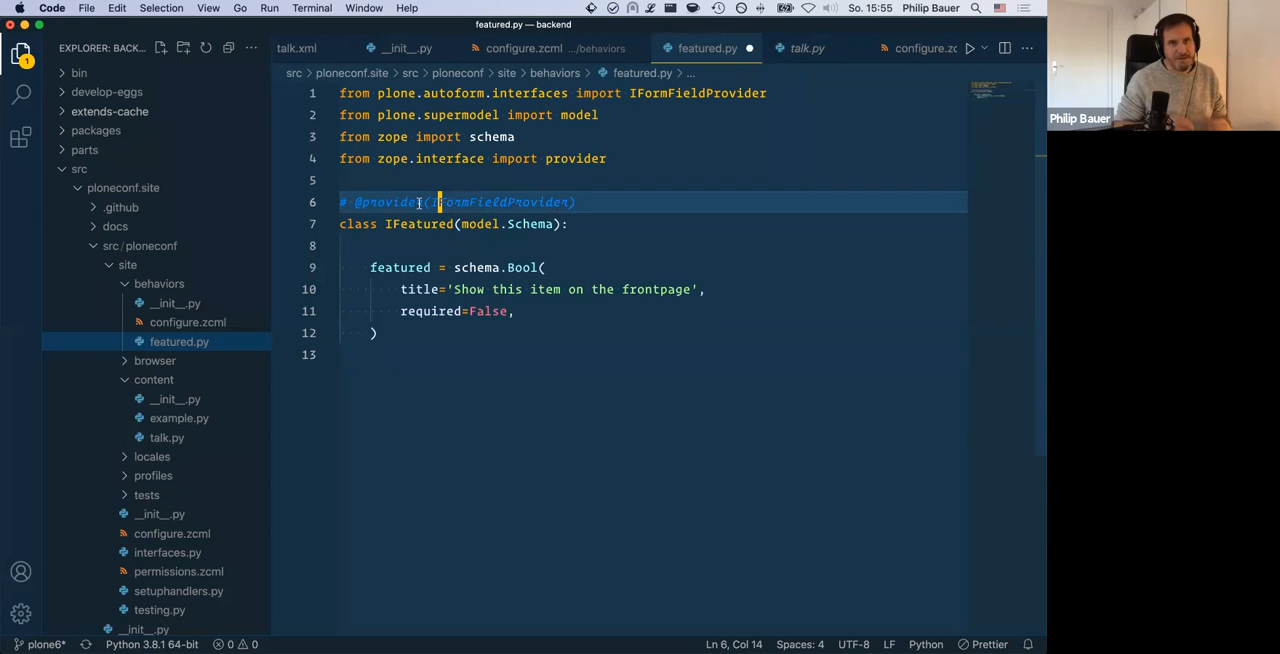 Code File Edit Selection View Go Run Terminal Window Help So. 15:55 Philip Bauer
featured.py — backend
EXPLORER: BACK...
talk.xml __init__.py configure.zcml .../behaviors featured.py talk.py configure.zc
src > ploneconf.site > src > ploneconf > site > behaviors > featured.py > ...
bin
develop-eggs
extends-cache
packages
parts
src
ploneconf.site
.github
docs
src/ploneconf
site
behaviors
__init__.py
configure.zcml
featured.py
browser
content
__init__.py
example.py
talk.py
locales
profiles
tests
__init__.py
configure.zcml
interfaces.py
permissions.zcml
setuphandlers.py
testing.py
__init__.py
1 from plone.autoform.interfaces import IFormFieldProvider
2 from plone.supermodel import model
3 from zope import schema
4 from zope.interface import provider
5
6 # @provider(IFormFieldProvider)
7 class IFeatured(model.Schema):
8
9 featured = schema.Bool(
10 title='Show this item on the frontpage',
11 required=False,
12 )
13
1
Philip Bauer
plone6* Python 3.8.1 64-bit 0 0 Ln 6, Col 14 Spaces: 4 UTF-8 LF Python Prettier